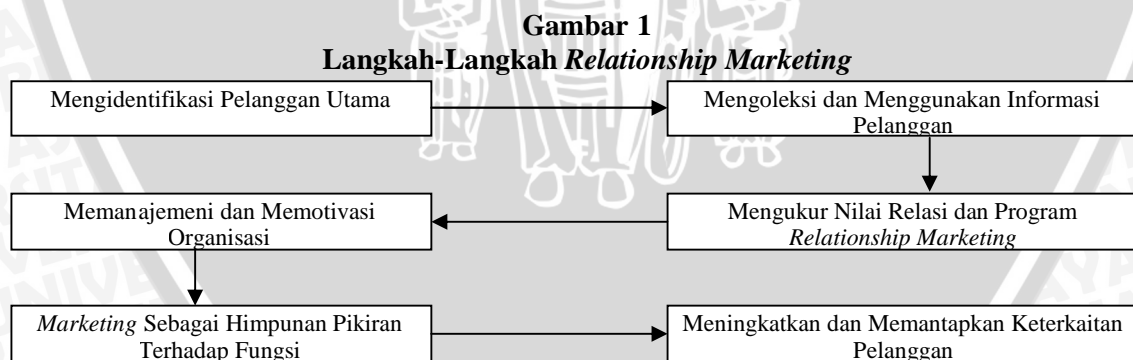 Gambar 1
Langkah-Langkah Relationship Marketing
Mengidentifikasi Pelanggan Utama
Mengoleksi dan Menggunakan Informasi
Pelanggan
Memanajemeni dan Memotivasi
Organisasi
Mengukur Nilai Relasi dan Program
Relationship Marketing
Marketing Sebagai Himpunan Pikiran
Terhadap Fungsi
Meningkatkan dan Memantapkan Keterkaitan
Pelanggan